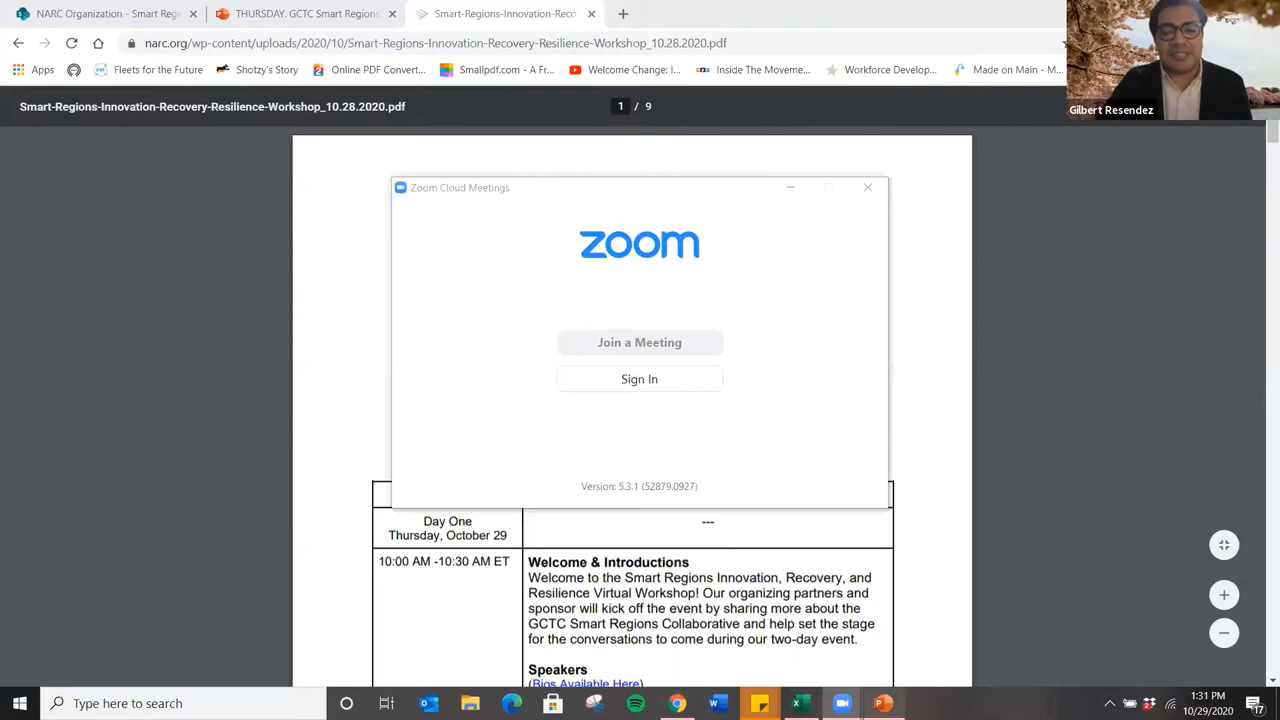 NARC Organization - Smart Reg
THURSDAY. GCTC Smart Regions
Smart-Regions-Innovation-Reco
narc.org/wp-content/uploads/2020/10/Smart-Regions-Innovation-Recovery-Resilience-Workshop_10.28.2020.pdf
Apps
Fleets for the Future
Shotzy's Story
Online PDF Convert...
Smallpdf.com - A Fr...
Welcome Change: I...
Inside The Moveme...
Workforce Develop...
Made on Main - M...
Smart-Regions-Innovation-Recovery-Resilience-Workshop_10.28.2020.pdf
1 / 9
Gilbert Resendez
Zoom Cloud Meetings
zoom
Join a Meeting
Sign In
Version: 5.3.1 (52879.0927)
Day One
Thursday, October 29
---
10:00 AM -10:30 AM ET
Welcome & Introductions
Welcome to the Smart Regions Innovation, Recovery, and
Resilience Virtual Workshop! Our organizing partners and
sponsor will kick off the event by sharing more about the
GCTC Smart Regions Collaborative and help set the stage
for the conversations to come during our two-day event.
Speakers
(Bios Available Here)
Type here to search
1:31 PM
10/29/2020
17